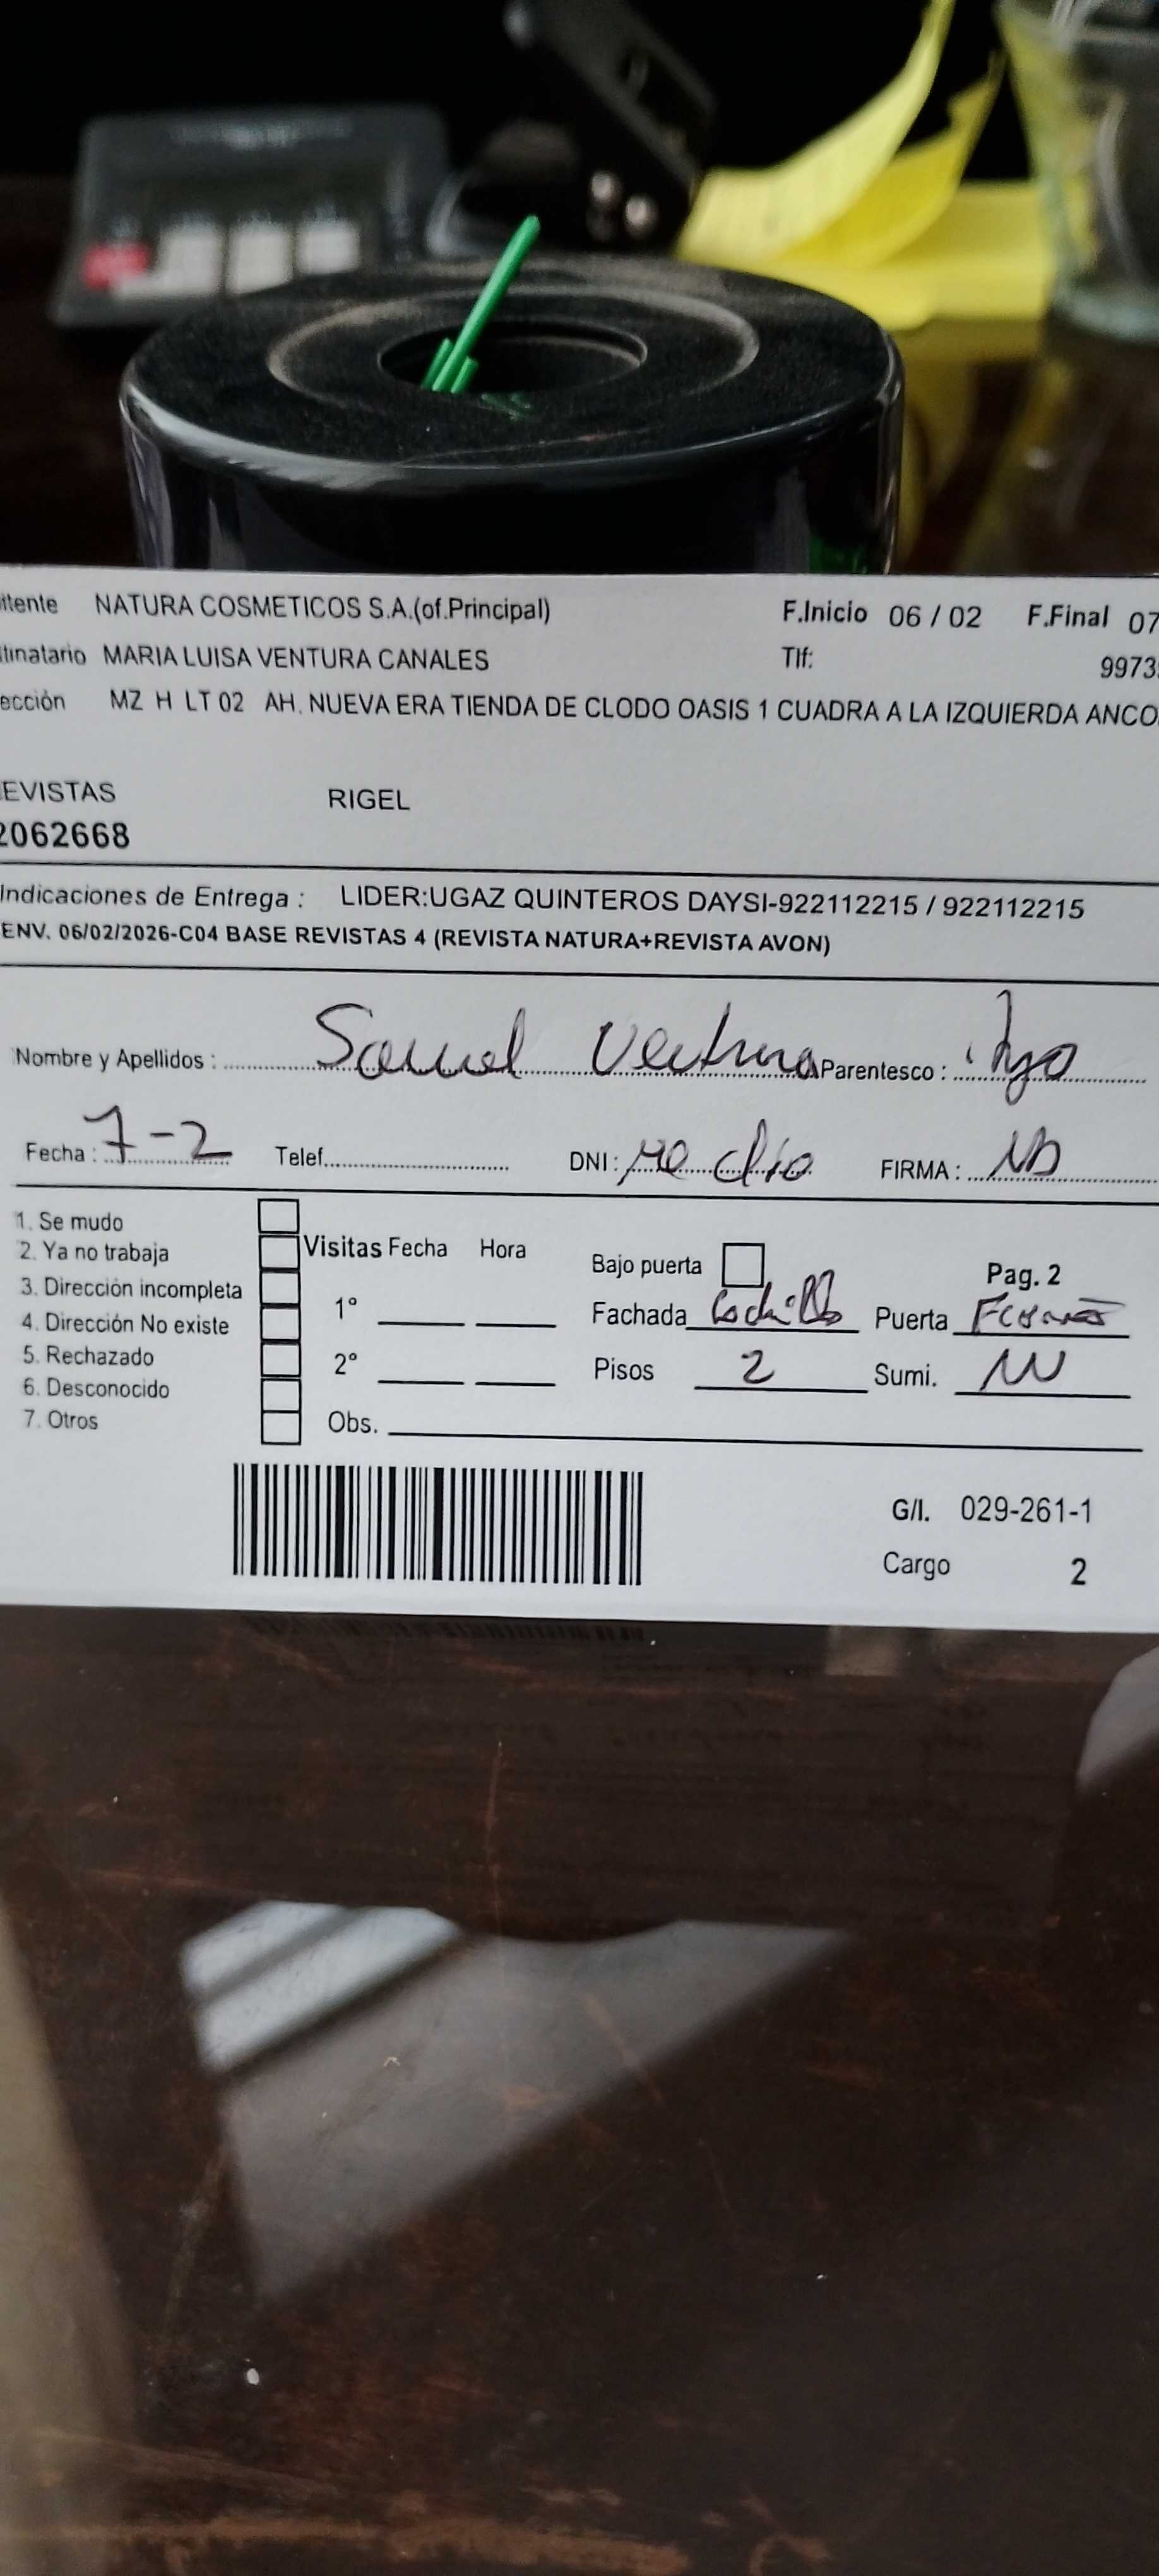 itente NATURA COSMETICOS S.A.(of.Principal) F.Inicio 06 / 02 F.Final 07
tinatario MARIA LUISA VENTURA CANALES Tlf: 9973
ección MZ H LT 02 AH. NUEVA ERA TIENDA DE CLODO OASIS 1 CUADRA A LA IZQUIERDA ANCO
EVISTAS RIGEL
2062668
Indicaciones de Entrega : LIDER:UGAZ QUINTEROS DAYSI-922112215 / 922112215
ENV. 06/02/2026-C04 BASE REVISTAS 4 (REVISTA NATURA+REVISTA AVON)
Nombre y Apellidos : Samuel Ventura Parentesco :
Fecha : 7-2 Telef. DNI : no dio FIRMA :
1. Se mudo
2. Ya no trabaja Visitas Fecha Hora Bajo puerta Pag. 2
3. Dirección incompleta
4. Dirección No existe 1° Fachada Ladrillo Puerta Fierro
5. Rechazado 2° Pisos 2 Sumi.
6. Desconocido
7. Otros Obs.
G/I. 029-261-1
Cargo 2